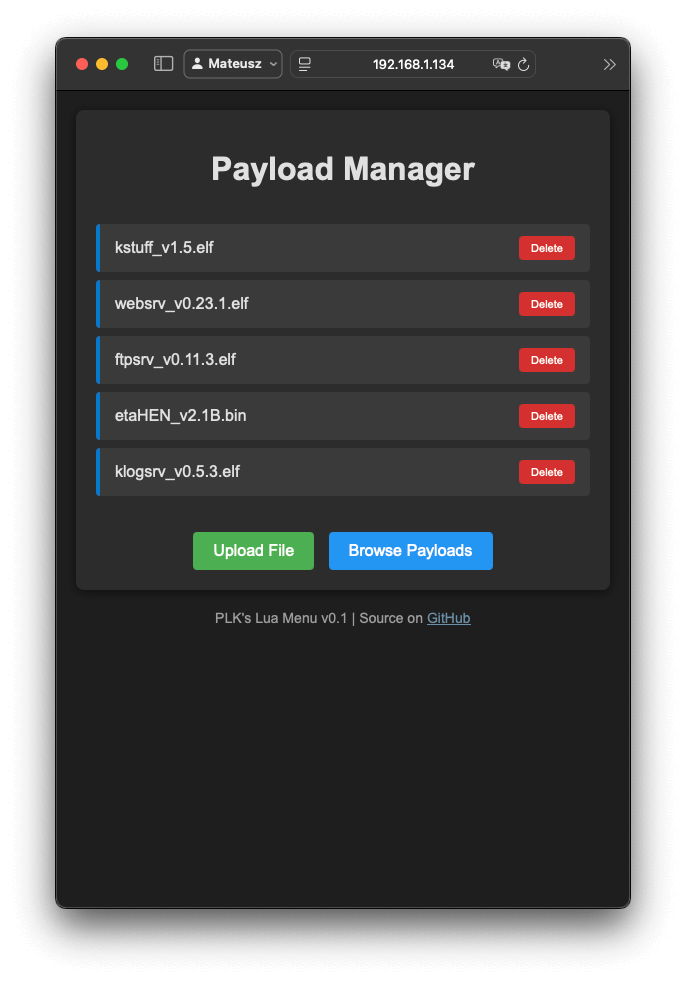 Mateusz
192.168.1.134
Payload Manager
kstuff_v1.5.elf Delete
websrv_v0.23.1.elf Delete
ftpsrv_v0.11.3.elf Delete
etaHEN_v2.1B.bin Delete
klogsrv_v0.5.3.elf Delete
Upload File Browse Payloads
PLK's Lua Menu v0.1 | Source on GitHub